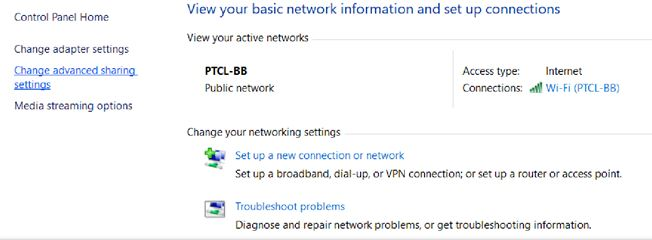 Control Panel Home
Change adapter settings
Change advanced sharing
settings
Media streaming options
View your basic network information and set up connections
View your active networks
PTCL-BB
Public network
Access type: Internet
Connections: Wi-Fi (PTCL-BB)
Change your networking settings
Set up a new connection or network
Set up a broadband, dial-up, or VPN connection; or set up a router or access point.
Troubleshoot problems
Diagnose and repair network problems, or get troubleshooting information.